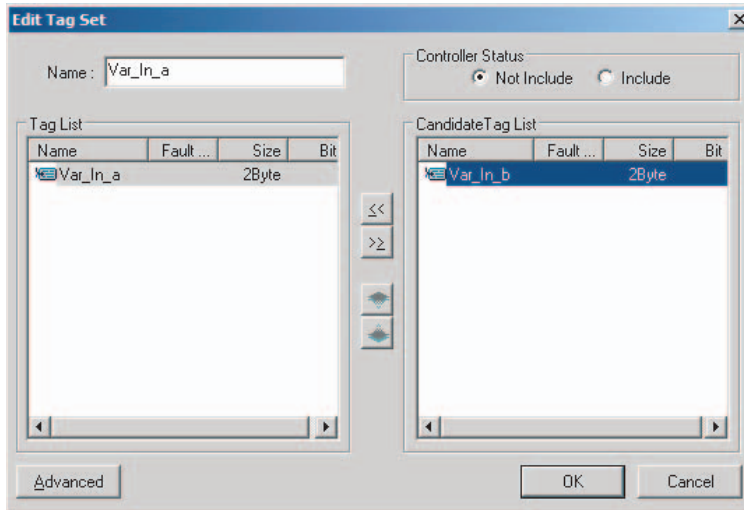 Edit Tag Set
Name : Var_In_a
Controller Status
Not Include Include
Tag List
Name Fault ... Size Bit
Var_In_a 2Byte
<<
>>
CandidateTag List
Name Fault ... Size Bit
Var_In_b 2Byte
Advanced
OK Cancel